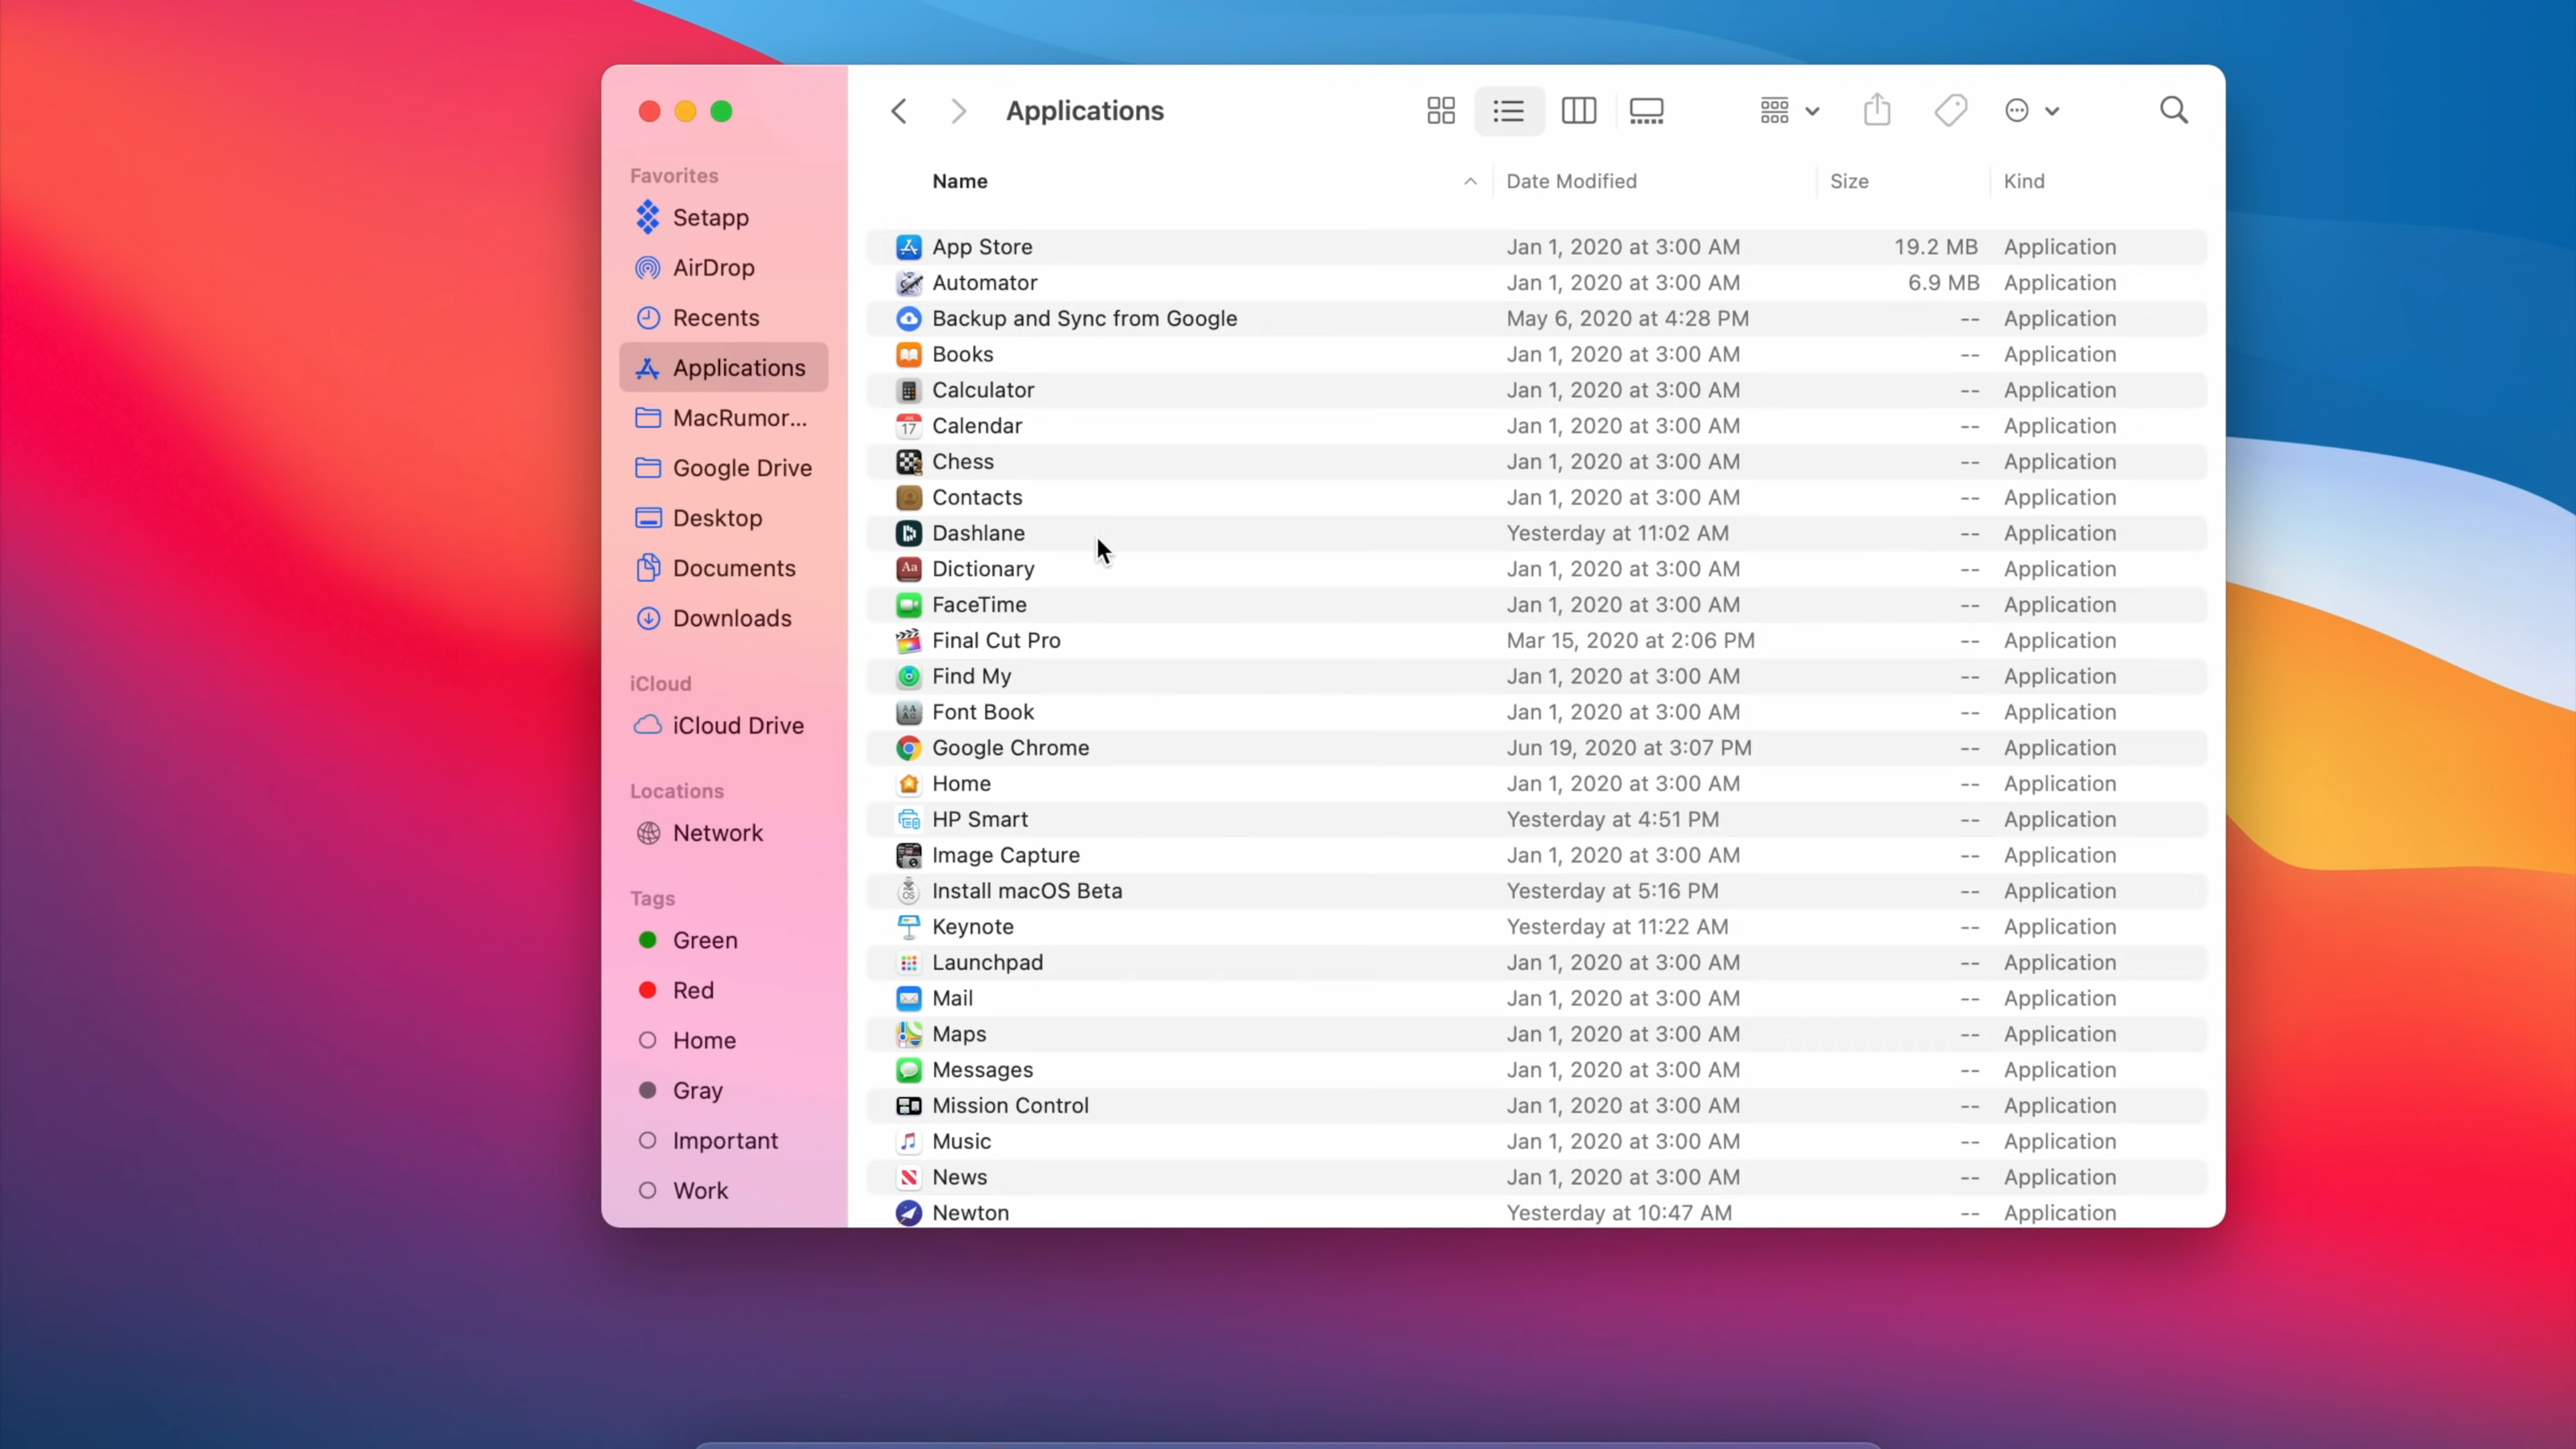 Applications
Favorites
Setapp
AirDrop
Recents
Applications
MacRumor...
Google Drive
Desktop
Documents
Downloads
iCloud
iCloud Drive
Locations
Network
Tags
Green
Red
Home
Gray
Important
Work
Name Date Modified Size Kind
App Store Jan 1, 2020 at 3:00 AM 19.2 MB Application
Automator Jan 1, 2020 at 3:00 AM 6.9 MB Application
Backup and Sync from Google May 6, 2020 at 4:28 PM -- Application
Books Jan 1, 2020 at 3:00 AM -- Application
Calculator Jan 1, 2020 at 3:00 AM -- Application
17 Calendar Jan 1, 2020 at 3:00 AM -- Application
Chess Jan 1, 2020 at 3:00 AM -- Application
Contacts Jan 1, 2020 at 3:00 AM -- Application
Dashlane Yesterday at 11:02 AM -- Application
Aa Dictionary Jan 1, 2020 at 3:00 AM -- Application
FaceTime Jan 1, 2020 at 3:00 AM -- Application
Final Cut Pro Mar 15, 2020 at 2:06 PM -- Application
Find My Jan 1, 2020 at 3:00 AM -- Application
Font Book Jan 1, 2020 at 3:00 AM -- Application
Google Chrome Jun 19, 2020 at 3:07 PM -- Application
Home Jan 1, 2020 at 3:00 AM -- Application
HP Smart Yesterday at 4:51 PM -- Application
Image Capture Jan 1, 2020 at 3:00 AM -- Application
Install macOS Beta Yesterday at 5:16 PM -- Application
Keynote Yesterday at 11:22 AM -- Application
Launchpad Jan 1, 2020 at 3:00 AM -- Application
Mail Jan 1, 2020 at 3:00 AM -- Application
Maps Jan 1, 2020 at 3:00 AM -- Application
Messages Jan 1, 2020 at 3:00 AM -- Application
Mission Control Jan 1, 2020 at 3:00 AM -- Application
Music Jan 1, 2020 at 3:00 AM -- Application
News Jan 1, 2020 at 3:00 AM -- Application
Newton Yesterday at 10:47 AM -- Application